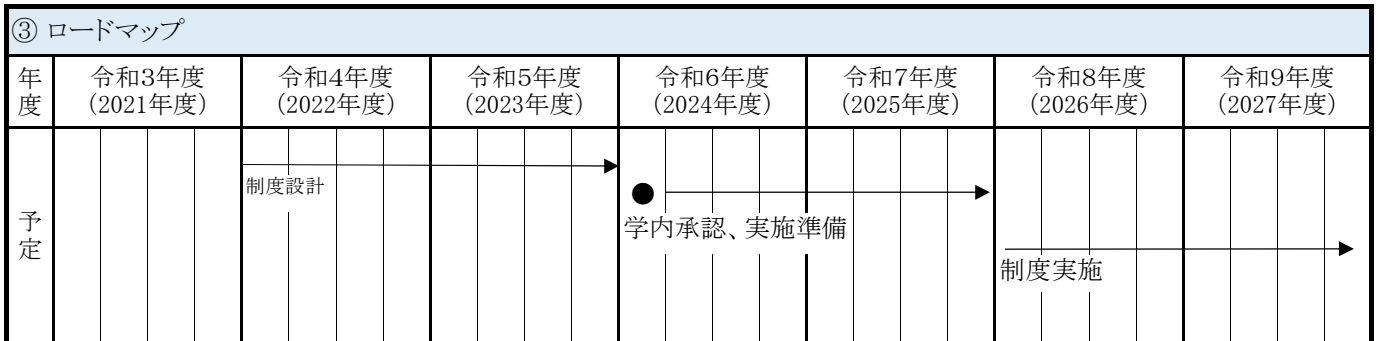 ③ ロードマップ
年度
令和3年度
（2021年度）
令和4年度
（2022年度）
令和5年度
（2023年度）
令和6年度
（2024年度）
令和7年度
（2025年度）
令和8年度
（2026年度）
令和9年度
（2027年度）
予定
制度設計
学内承認、実施準備
制度実施